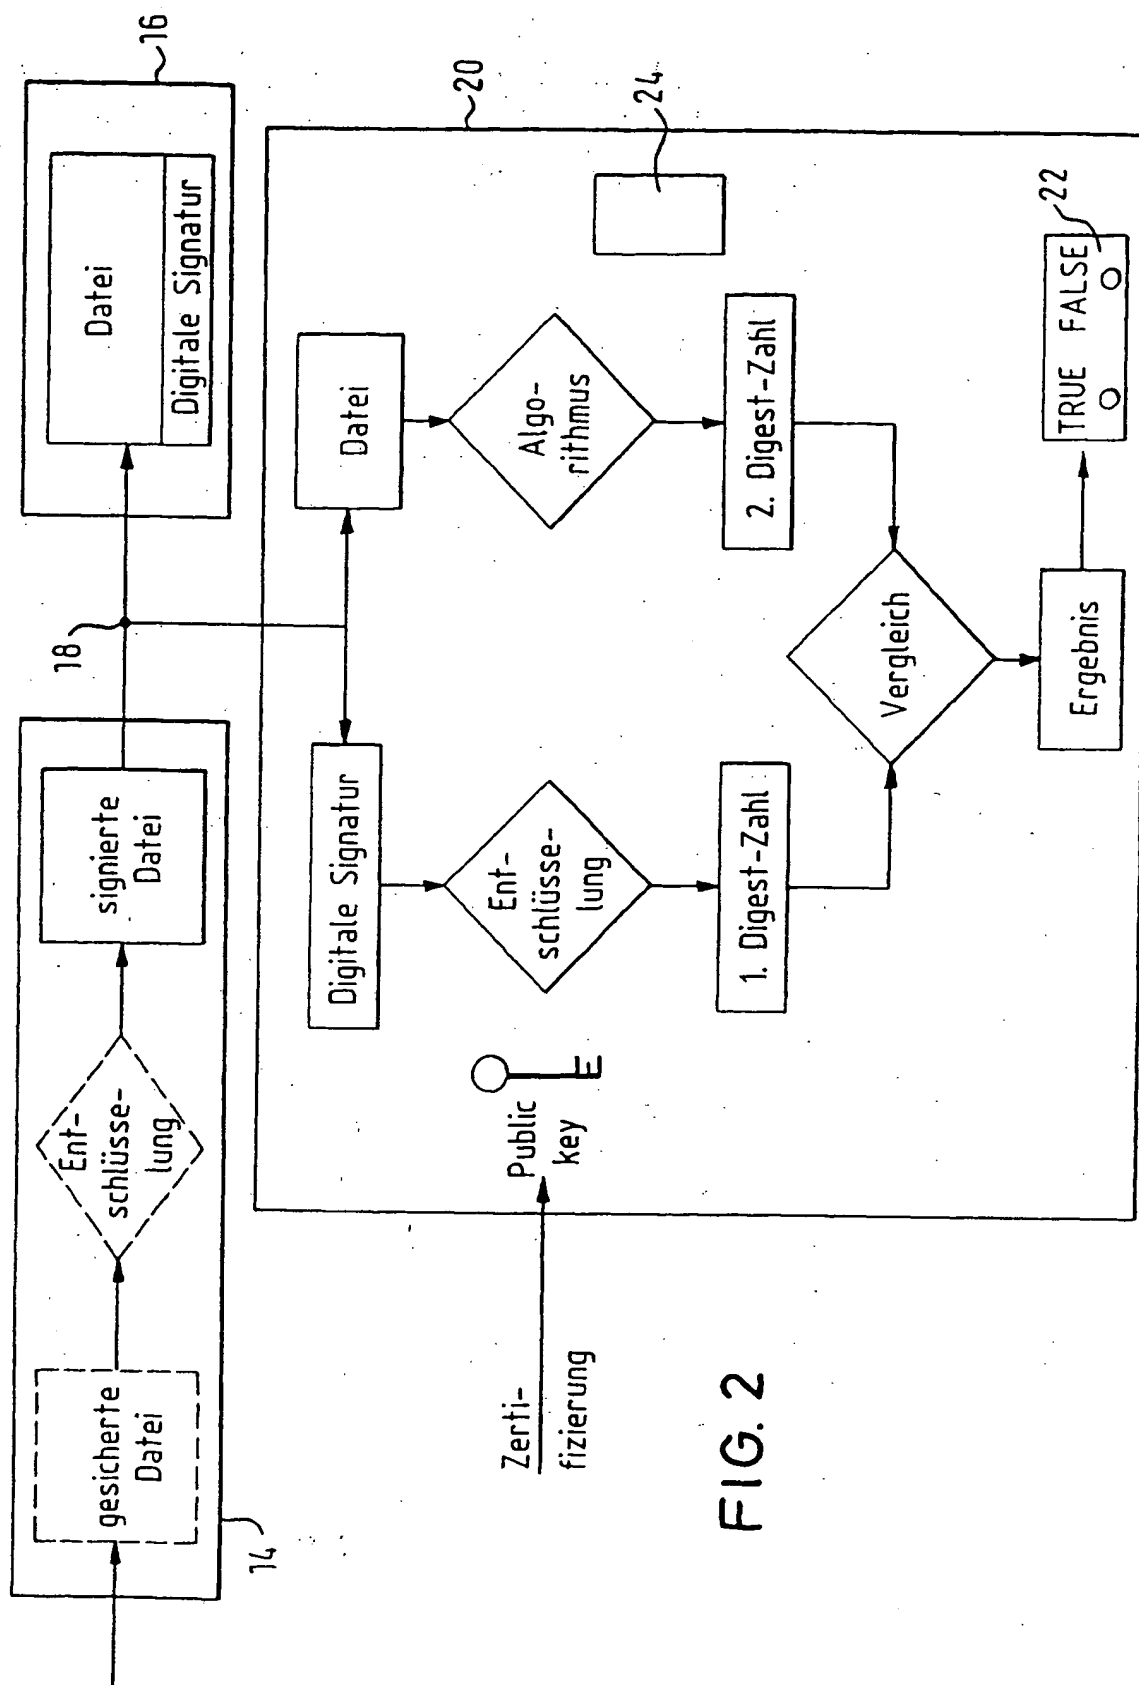 14
gesicherte
Datei
Ent-
schlüsse-
lung
signierte
Datei
18
Datei
Digitale Signatur
16
20
Digitale Signatur
Datei
24
Zerti-
fizierung
Public
key
Ent-
schlüsse-
lung
Algo-
rithmus
1. Digest-Zahl
2. Digest-Zahl
Vergleich
Ergebnis
TRUE FALSE
22
FIG. 2